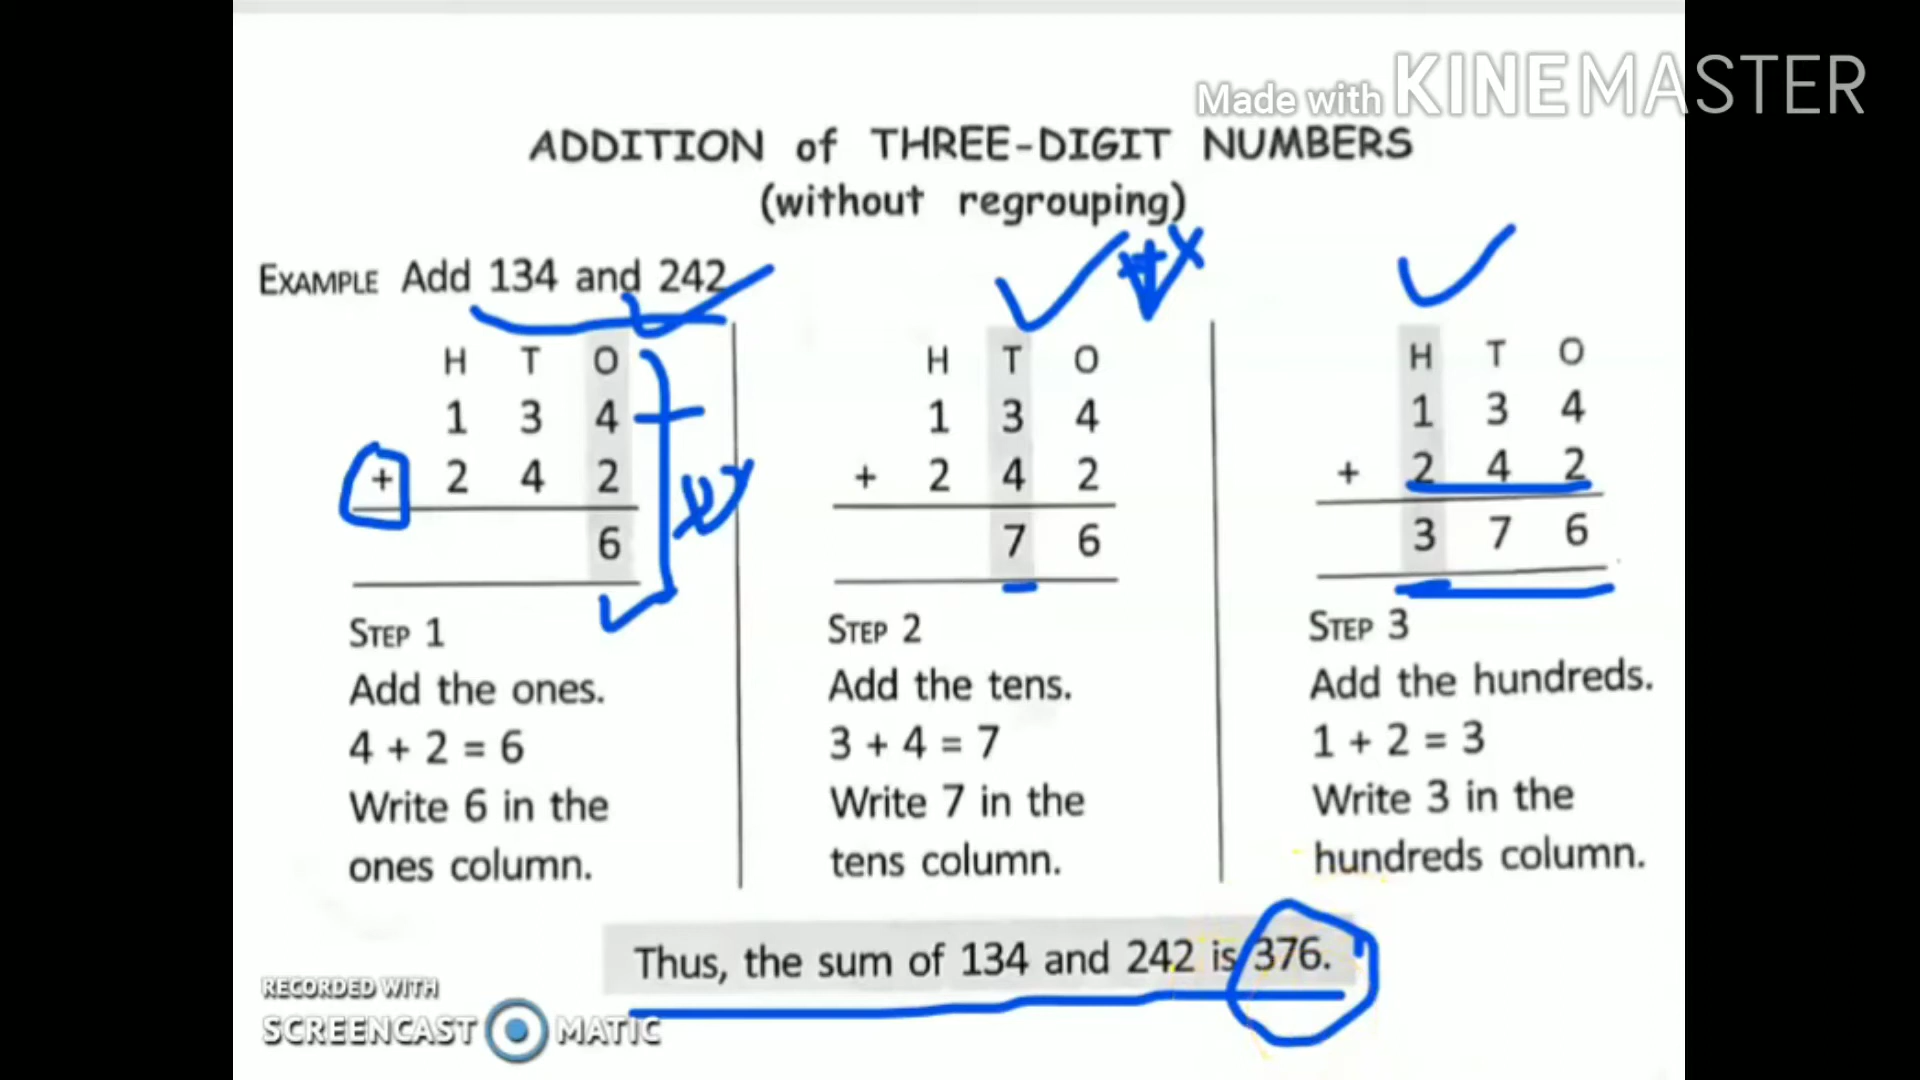 Made with KINEMASTER
ADDITION of THREE-DIGIT NUMBERS
(without regrouping)
EXAMPLE Add 134 and 242
H T O
1 3 4
+ 2 4 2
6
STEP 1
Add the ones.
4 + 2 = 6
Write 6 in the
ones column.
H T O
1 3 4
+ 2 4 2
7 6
STEP 2
Add the tens.
3 + 4 = 7
Write 7 in the
tens column.
H T O
1 3 4
+ 2 4 2
3 7 6
STEP 3
Add the hundreds.
1 + 2 = 3
Write 3 in the
hundreds column.
Thus, the sum of 134 and 242 is 376.
RECORDED WITH
SCREENCAST MATIC